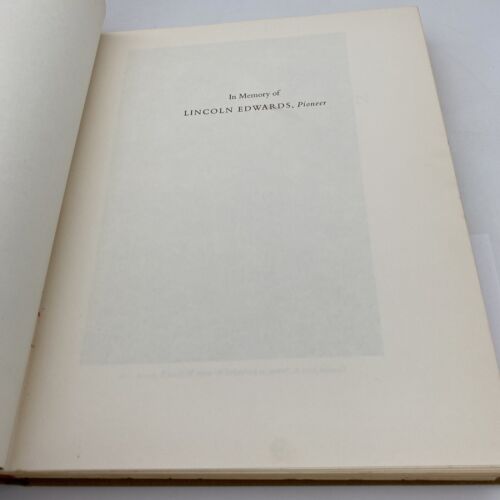 In Memory of
LINCOLN EDWARDS, Pioneer